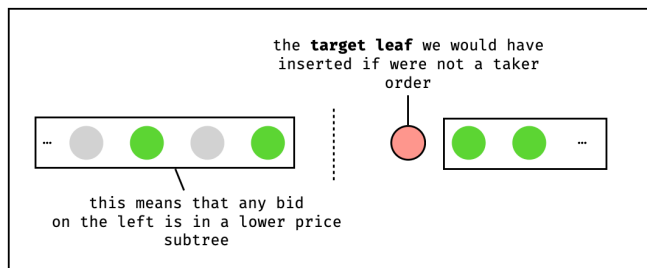 the target leaf we would have
inserted if were not a taker
order
…
…
this means that any bid
on the left is in a lower price
subtree